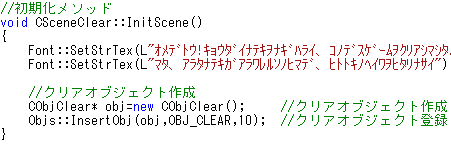 //初期化メソッド
void CSceneClear::InitScene()
{
    Font::SetStrTex(L"オメデトウ!キョウダイナテキヲナギハライ、コノデスゲームヲクリアシマシタ.
    Font::SetStrTex(L"マタ、アラタナテキガアラワレルソノヒマデ、ヒトトキノヘイワヲヒタリナサイ")
    //クリアオブジェクト作成
    CObjClear* obj=new CObjClear();    //クリアオブジェクト作成
    Objs::InsertObj(obj,OBJ_CLEAR,10);  //クリアオブジェクト登録
}